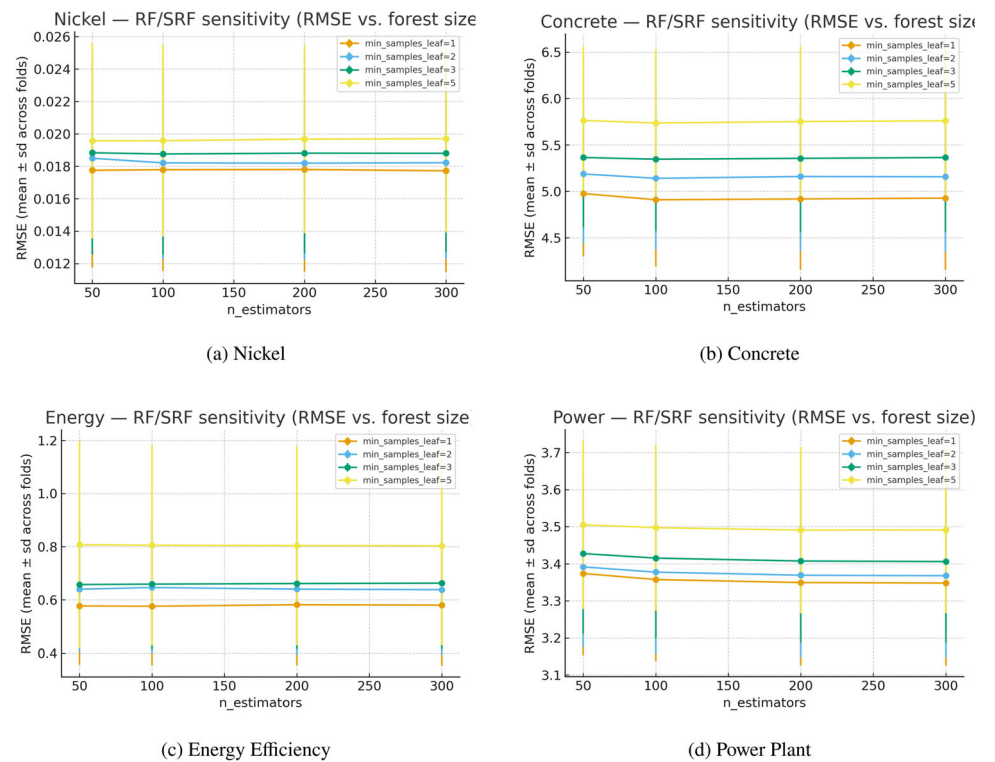 Nickel — RF/SRF sensitivity (RMSE vs. forest size
RMSE (mean ± sd across folds)
0.026
0.024
0.022
0.020
0.018
0.016
0.014
0.012
min_samples_leaf=1
min_samples_leaf=2
min_samples_leaf=3
min_samples_leaf=5
50 100 150 200 250 300
n_estimators
(a) Nickel
Concrete — RF/SRF sensitivity (RMSE vs. forest size
RMSE (mean ± sd across folds)
6.5
6.0
5.5
5.0
4.5
min_samples_leaf=1
min_samples_leaf=2
min_samples_leaf=3
min_samples_leaf=5
50 100 150 200 250 300
n_estimators
(b) Concrete
Energy — RF/SRF sensitivity (RMSE vs. forest size
RMSE (mean ± sd across folds)
1.2
1.0
0.8
0.6
0.4
min_samples_leaf=1
min_samples_leaf=2
min_samples_leaf=3
min_samples_leaf=5
50 100 150 200 250 300
n_estimators
(c) Energy Efficiency
Power — RF/SRF sensitivity (RMSE vs. forest size)
RMSE (mean ± sd across folds)
3.7
3.6
3.5
3.4
3.3
3.2
3.1
min_samples_leaf=1
min_samples_leaf=2
min_samples_leaf=3
min_samples_leaf=5
50 100 150 200 250 300
n_estimators
(d) Power Plant